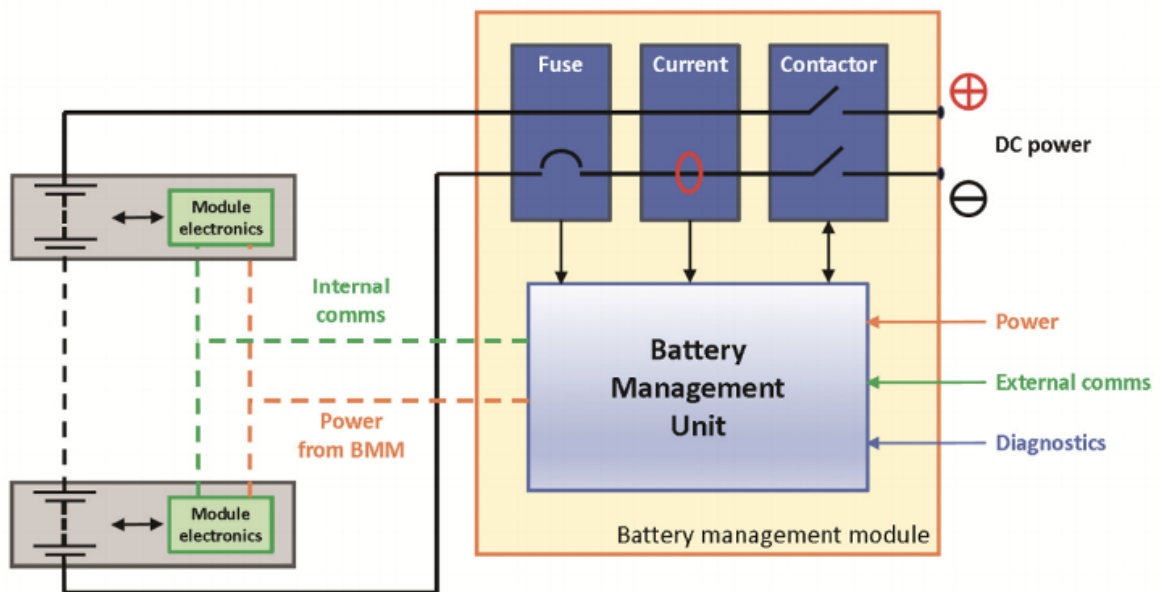 Fuse
Current
Contactor
DC power
Module
electronics
Internal
comms
Power
from BMM
Battery
Management
Unit
Power
External comms
Diagnostics
Module
electronics
Battery management module